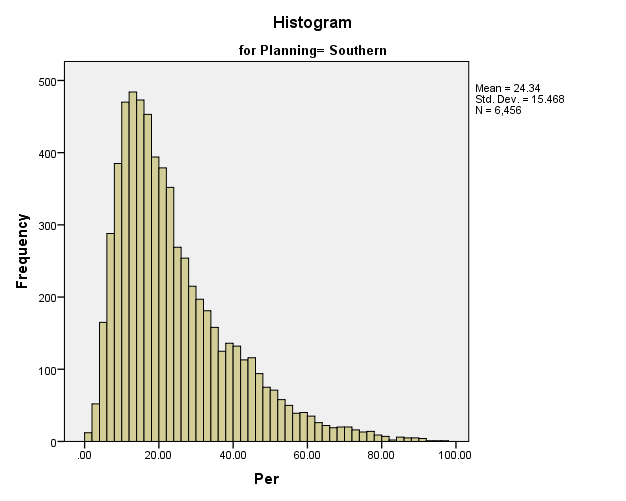 Histogram
for Planning= Southern
Mean = 24.34
Std. Dev. = 15.468
N = 6,456
Frequency
500
400
300
200
100
0
.00
20.00
40.00
60.00
80.00
100.00
Per